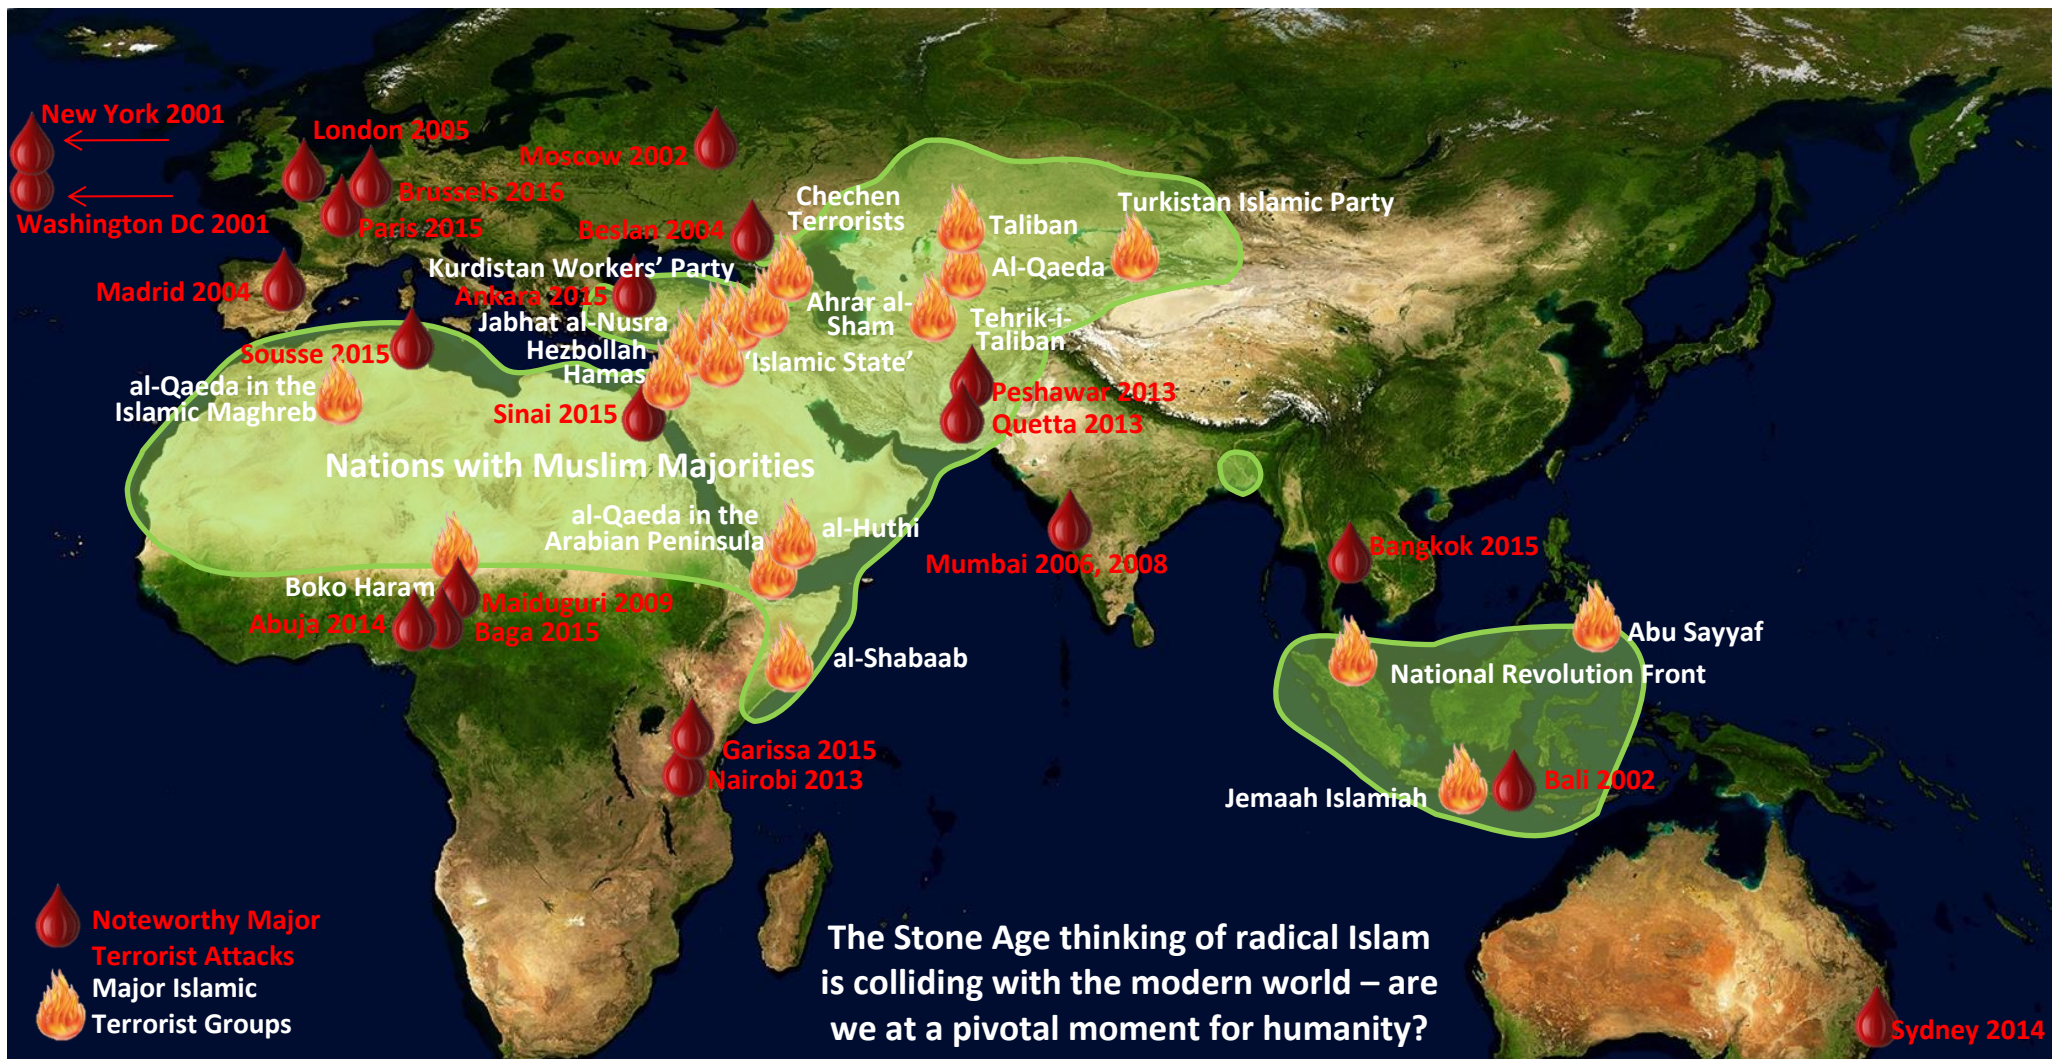 New York 2001
London 2005
Moscow 2002
Brussels 2016
Washington DC 2001
Paris 2015
Beslan 2004
Chechen
Terrorists
Taliban
Turkistan Islamic Party
Kurdistan Workers’ Party
Al-Qaeda
Madrid 2004
Ankara 2015
Ahrar al-
Sham
Jabhat al-Nusra
Tehrik-i-
Taliban
Sousse 2015
Hezbollah
Hamas
‘Islamic State’
al-Qaeda in the
Islamic Maghreb
Sinai 2015
Peshawar 2013
Quetta 2013
Nations with Muslim Majorities
al-Qaeda in the
Arabian Peninsula
al-Huthi
Mumbai 2006, 2008
Bangkok 2015
Boko Haram
Maiduguri 2009
Abuja 2014
Baga 2015
al-Shabaab
Abu Sayyaf
National Revolution Front
Garissa 2015
Nairobi 2013
Jemaah Islamiah
Bali 2002
Noteworthy Major
Terrorist Attacks
Major Islamic
Terrorist Groups
The Stone Age thinking of radical Islam
is colliding with the modern world – are
we at a pivotal moment for humanity?
Sydney 2014